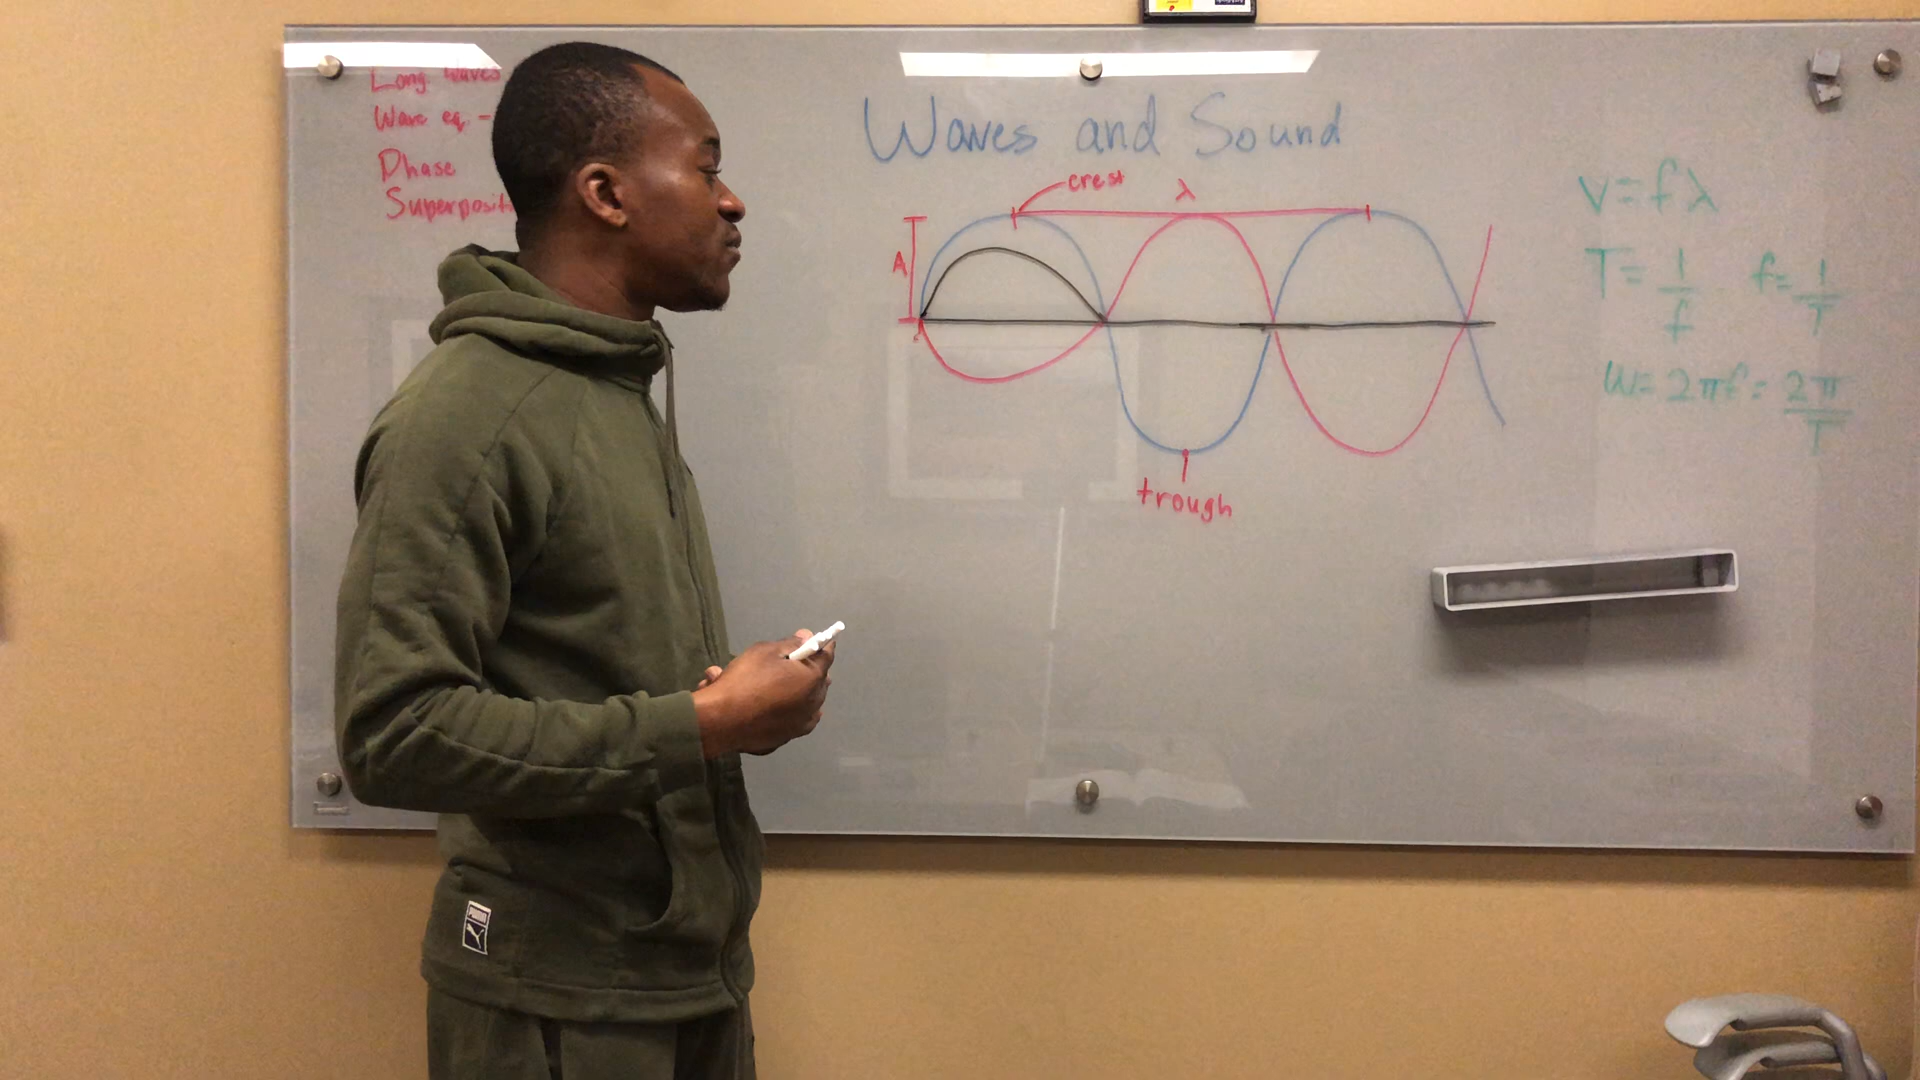 Long. Waves
Wave eq. -
Phase
Superposit
Waves and Sound
crest
λ
A
trough
v = fλ
T = 1/f . f = 1/T
ω = 2πf = 2π/T
PUMA